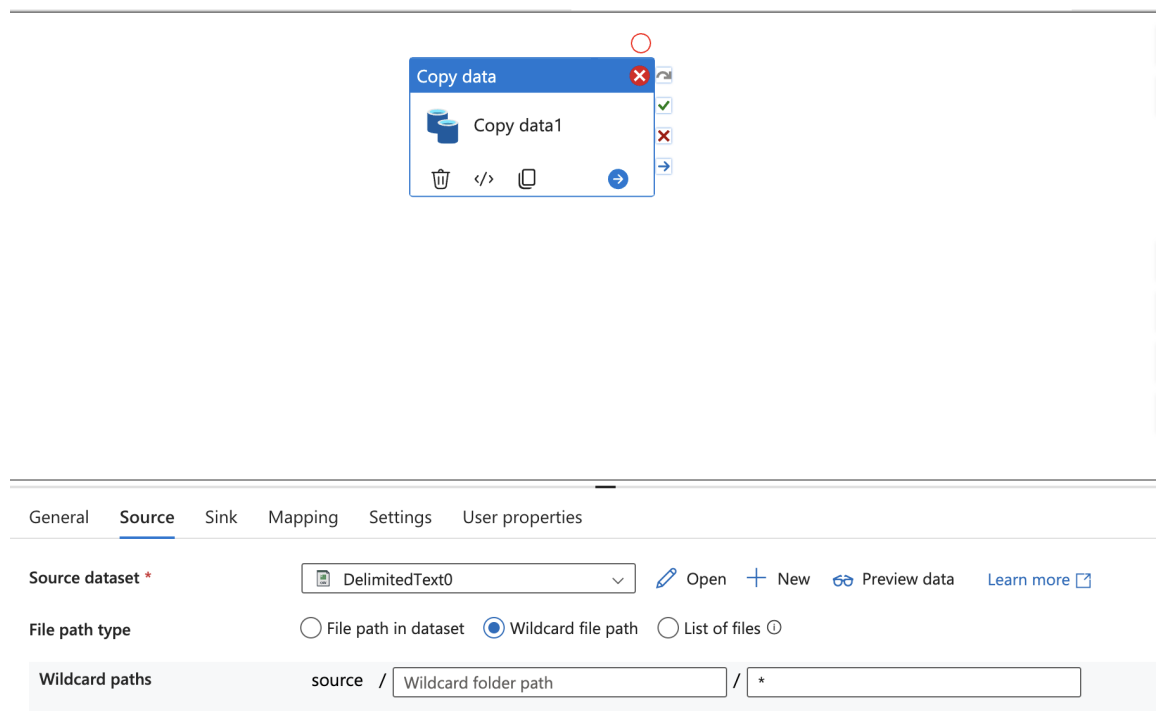 Copy data
Copy data1
General Source Sink Mapping Settings User properties
Source dataset * DelimitedText0 Open New Preview data Learn more
File path type File path in dataset Wildcard file path List of files
Wildcard paths source / Wildcard folder path / *